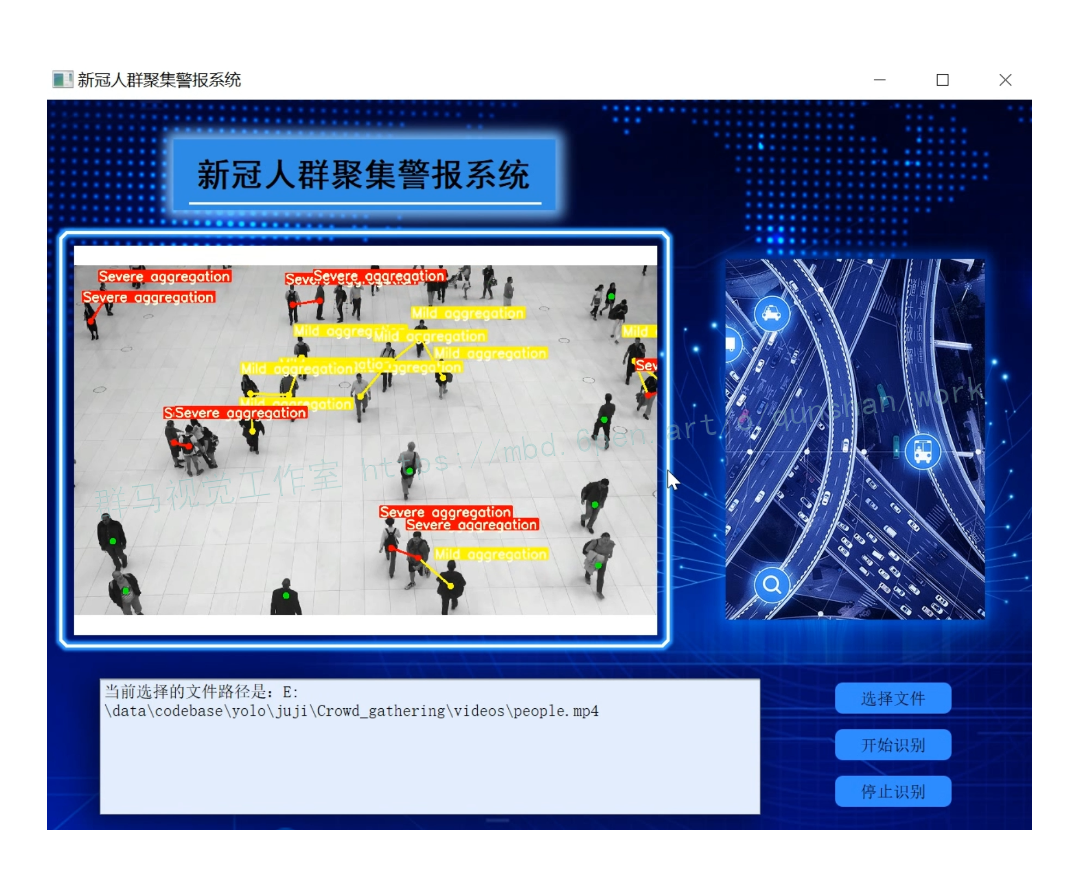 新冠人群聚集警报系统
新冠人群聚集警报系统
Severe aggregation
Severe aggregation
Severe aggregation
Severe aggregation
Mild aggregation
Mild
Mild aggregation
Mild aggregation
Mild aggregation
Sev
Mild aggregation
aggregation
Mild aggregation
Severe aggregation
群马视觉工作室 https://mbd.
art/o
work
Severe aggregation
Severe aggregation
Mild aggregation
当前选择的文件路径是：E:
\data\codebase\yolo\juji\Crowd_gathering\videos\people.mp4
选择文件
开始识别
停止识别